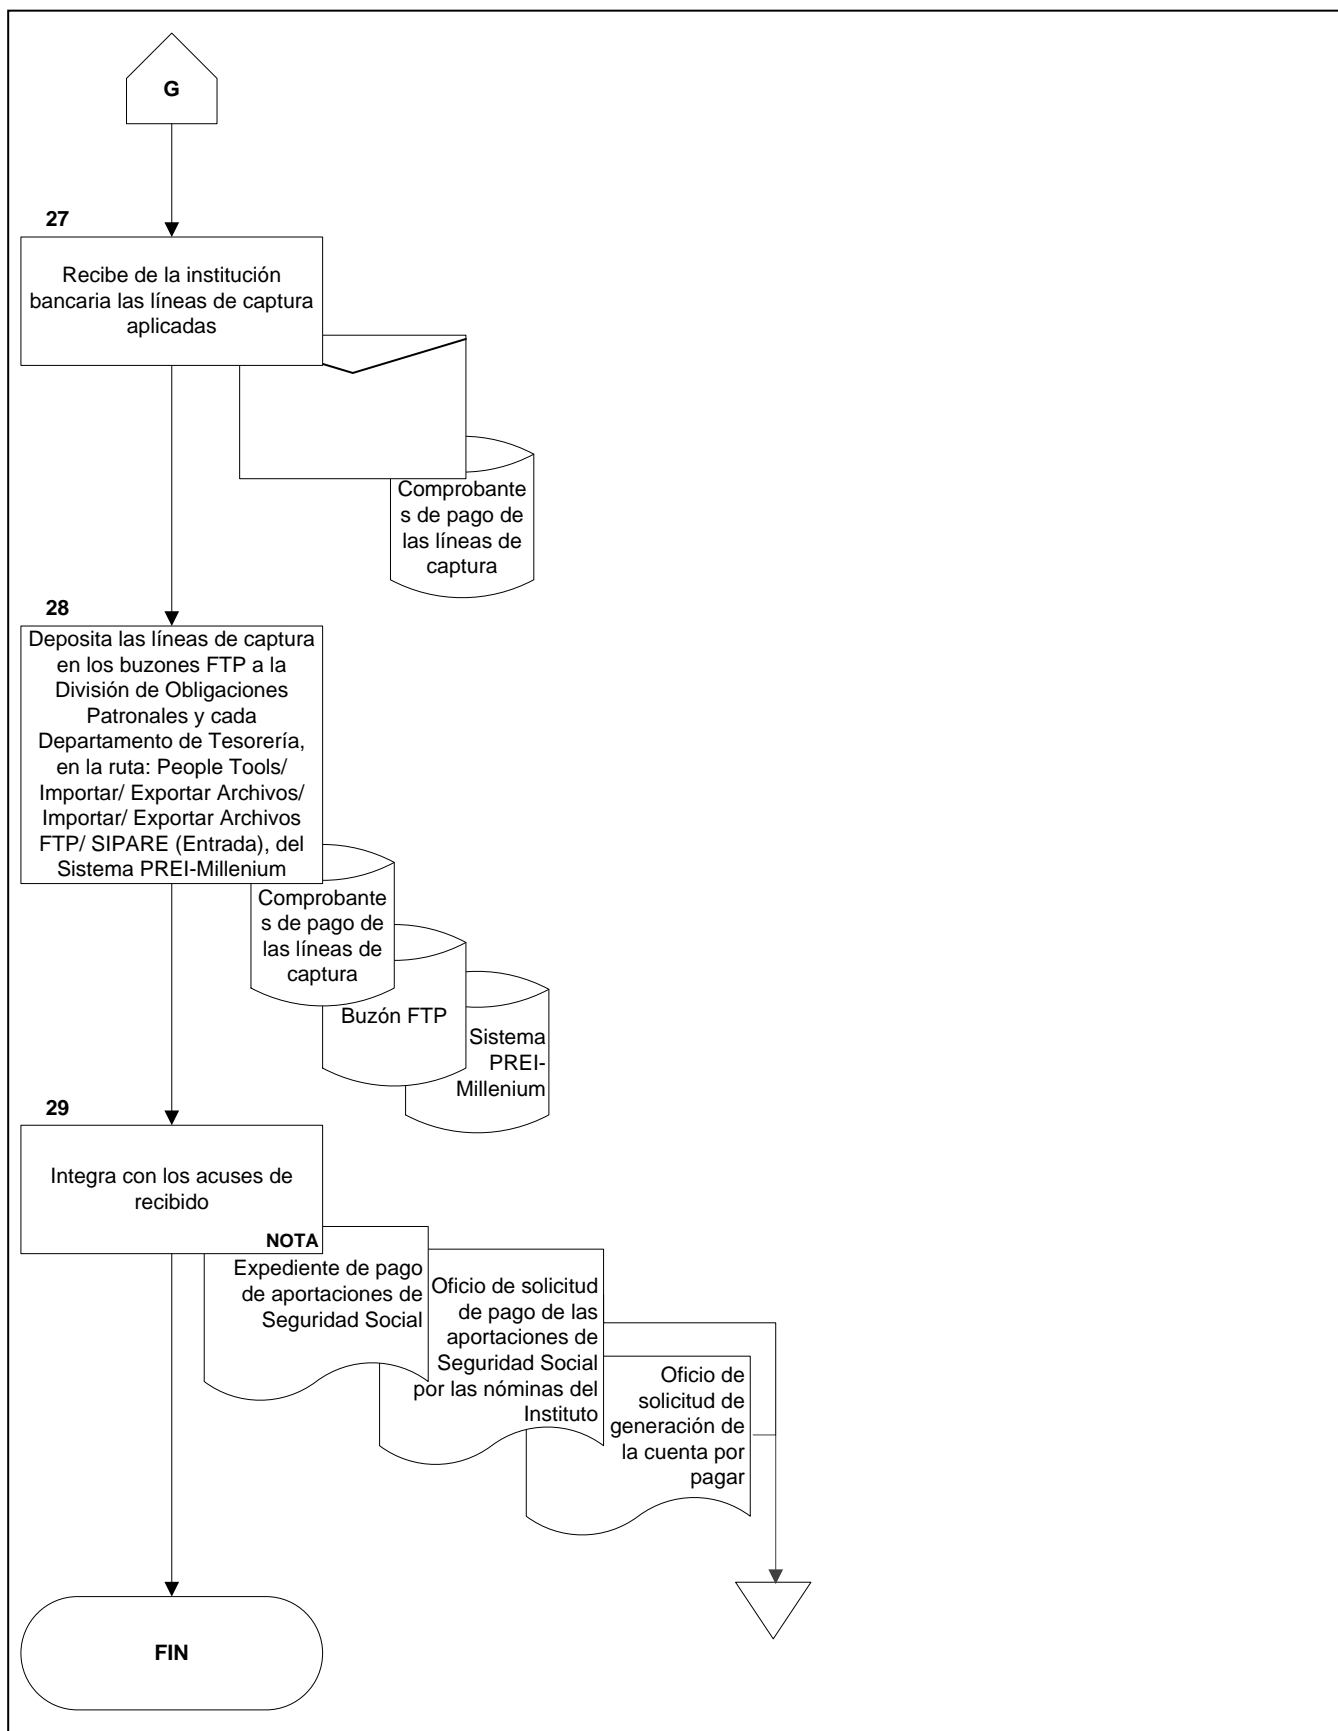 G
27
Recibe de la institución
bancaria las líneas de captura
aplicadas
Comprobante
s de pago de
las líneas de
captura
28
Deposita las líneas de captura
en los buzones FTP a la
División de Obligaciones
Patronales y cada
Departamento de Tesorería,
en la ruta: People Tools/
Importar/ Exportar Archivos/
Importar/ Exportar Archivos
FTP/ SIPARE (Entrada), del
Sistema PREI-Millenium
Comprobante
s de pago de
las líneas de
captura
Buzón FTP
Sistema
PREI-
Millenium
29
Integra con los acuses de
recibido
NOTA
Expediente de pago
de aportaciones de
Seguridad Social
Oficio de solicitud
de pago de las
aportaciones de
Seguridad Social
por las nóminas del
Instituto
Oficio de
solicitud de
generación de
la cuenta por
pagar
FIN